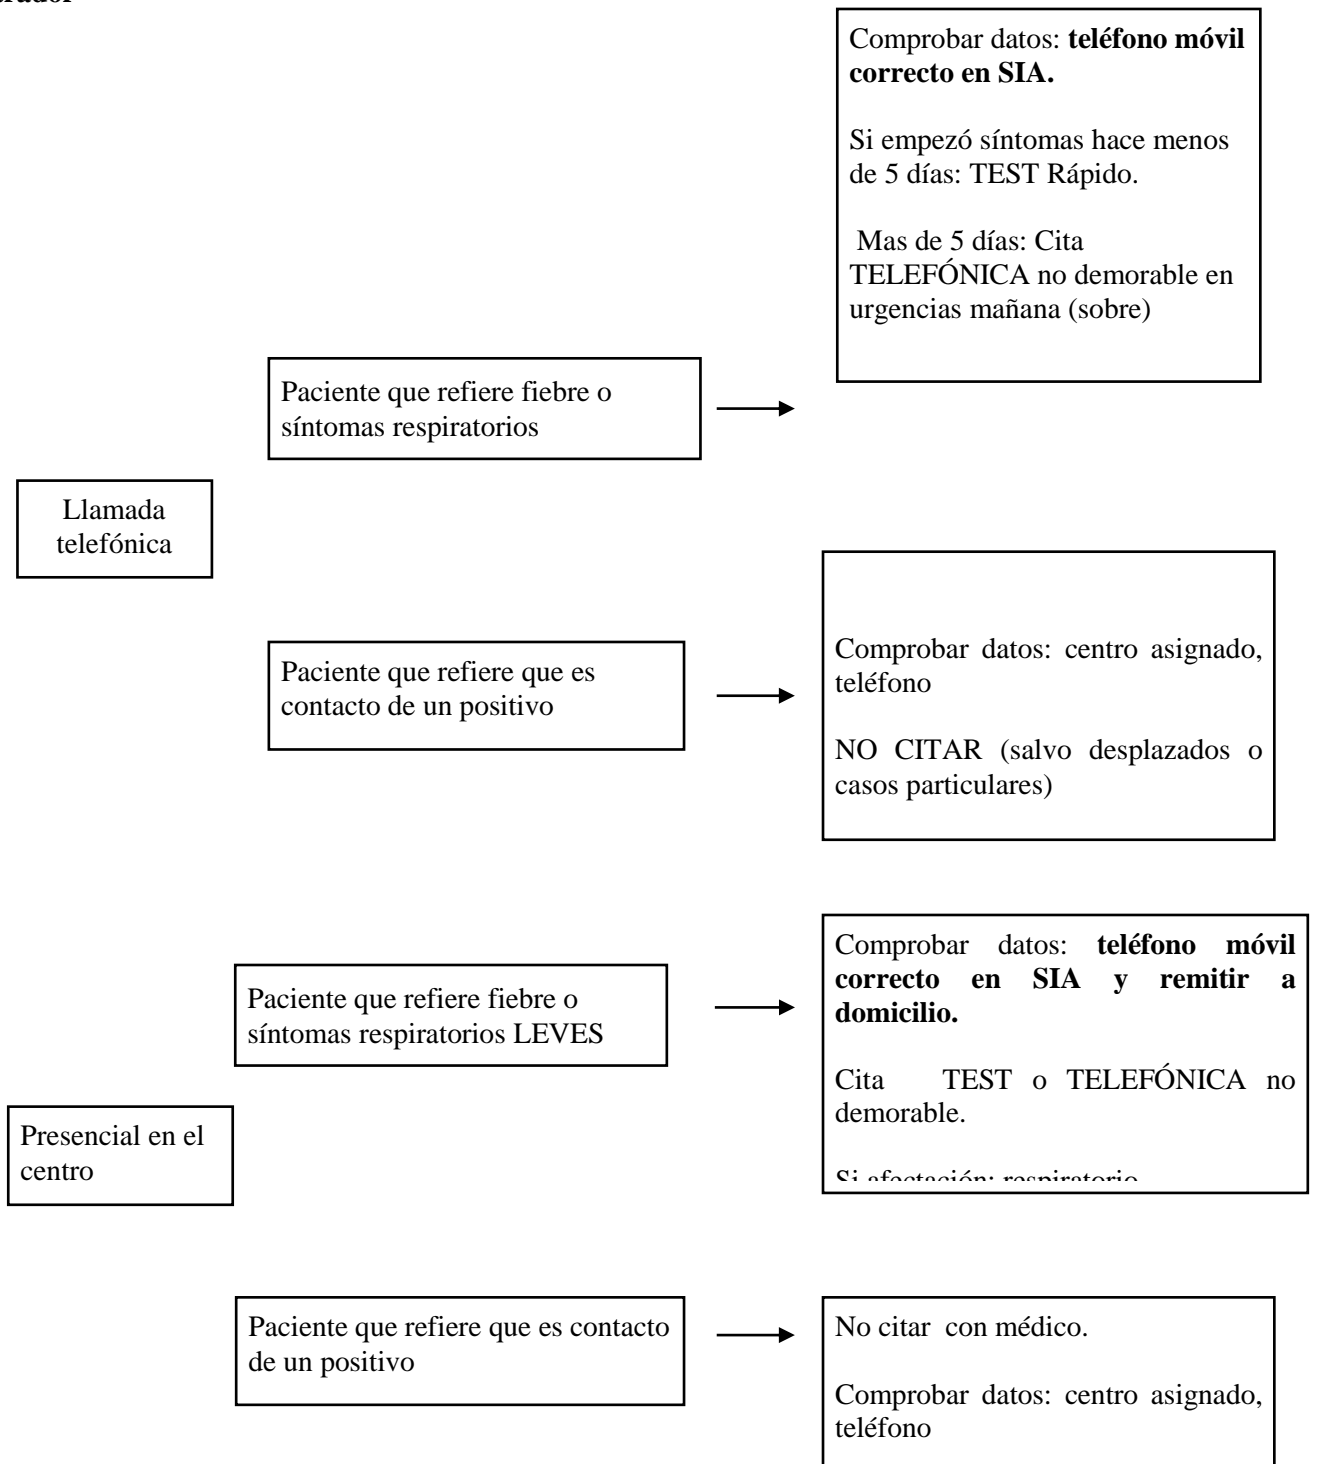 Comprobar datos: teléfono móvil
correcto en SIA.
Si empezó síntomas hace menos
de 5 días: TEST Rápido.
Mas de 5 días: Cita
TELEFÓNICA no demorable en
urgencias mañana (sobre)
Paciente que refiere fiebre o
síntomas respiratorios
Llamada
telefónica
Paciente que refiere que es
contacto de un positivo
Comprobar datos: centro asignado,
teléfono
NO CITAR (salvo desplazados o
casos particulares)
Paciente que refiere fiebre o
síntomas respiratorios LEVES
Comprobar datos: teléfono móvil
correcto en SIA y remitir a
domicilio.
Cita TEST o TELEFÓNICA no
demorable.
Si afectación: respiratorio
Presencial en el
centro
Paciente que refiere que es contacto
de un positivo
No citar con médico.
Comprobar datos: centro asignado,
teléfono